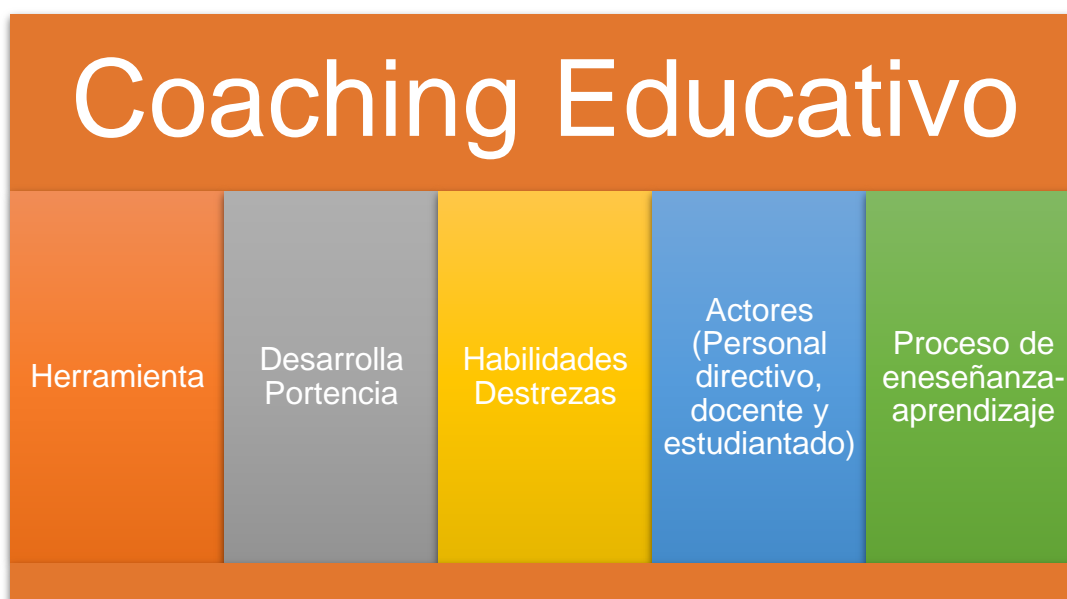 Coaching Educativo
Herramienta
Desarrolla
Portencia
Habilidades
Destrezas
Actores
(Personal
directivo,
docente y
estudiantado)
Proceso de
eneseñanza-
aprendizaje